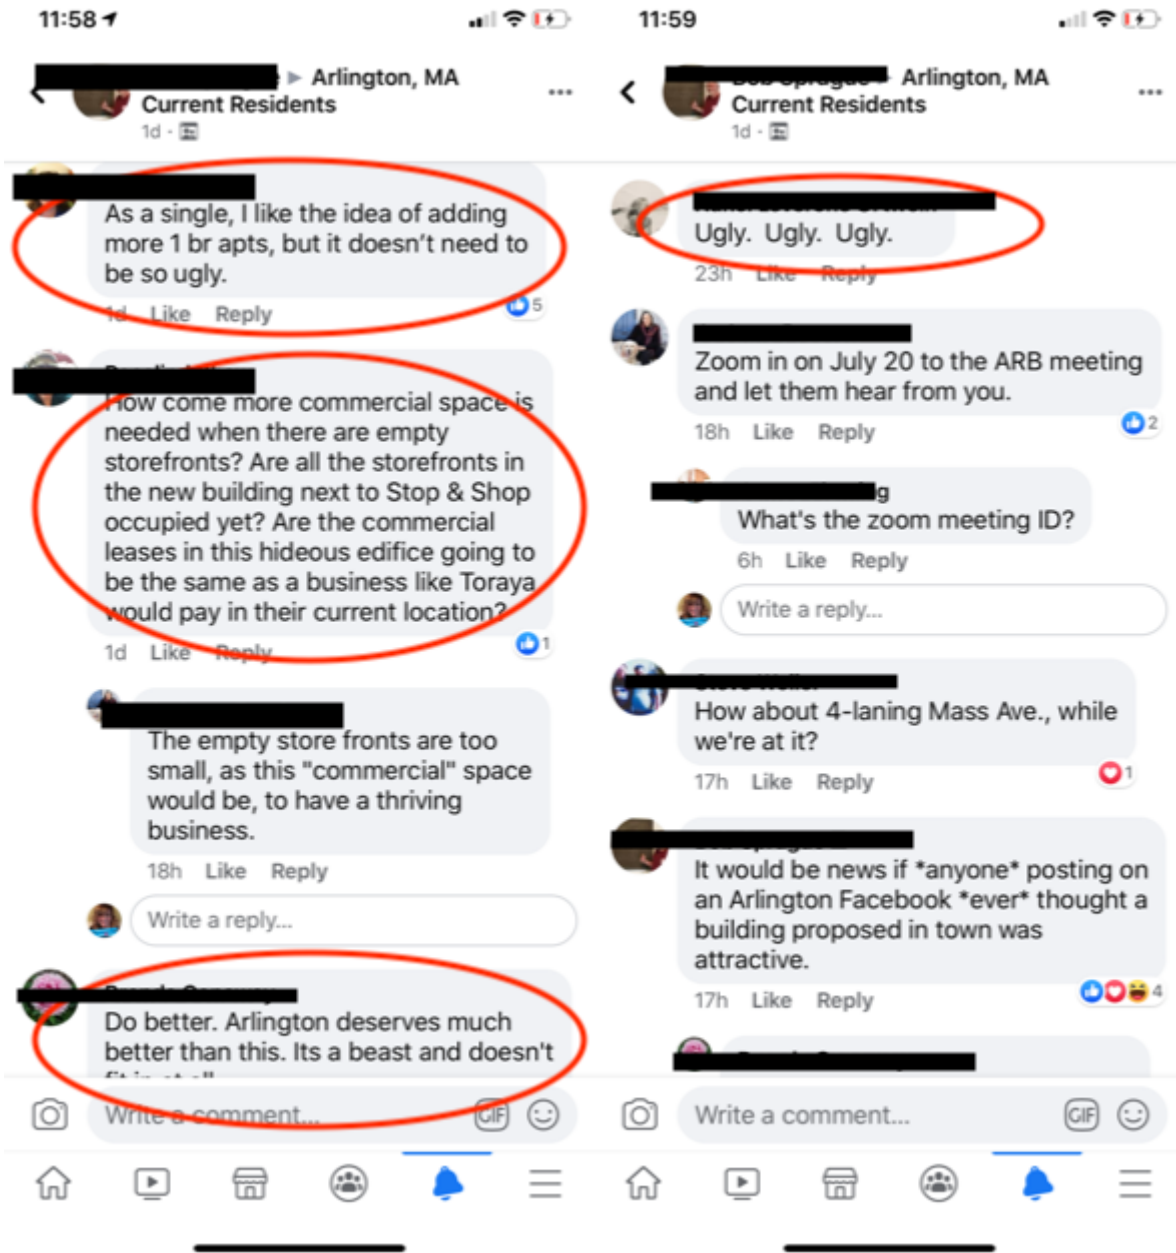 11:58
Arlington, MA
Current Residents
1d
As a single, I like the idea of adding
more 1 br apts, but it doesn't need to
be so ugly.
1d Like Reply
5
How come more commercial space is
needed when there are empty
storefronts? Are all the storefronts in
the new building next to Stop & Shop
occupied yet? Are the commercial
leases in this hideous edifice going to
be the same as a business like Toraya
would pay in their current location?
1d Like Reply
1
The empty store fronts are too
small, as this "commercial" space
would be, to have a thriving
business.
18h Like Reply
Write a reply...
Do better. Arlington deserves much
better than this. Its a beast and doesn't
Write a comment...
GIF
11:59
Arlington, MA
Current Residents
1d
Ugly. Ugly. Ugly.
23h Like Reply
Zoom in on July 20 to the ARB meeting
and let them hear from you.
18h Like Reply
2
What's the zoom meeting ID?
6h Like Reply
Write a reply...
How about 4-laning Mass Ave., while
we're at it?
17h Like Reply
1
It would be news if *anyone* posting on
an Arlington Facebook *ever* thought a
building proposed in town was
attractive.
17h Like Reply
4
Write a comment...
GIF